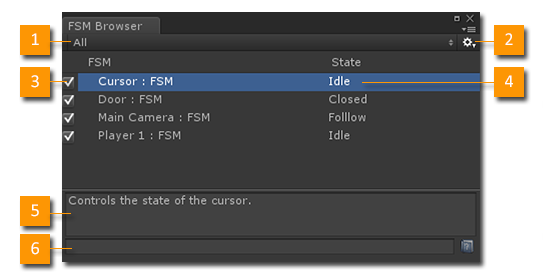 FSM Browser
1 All 2
FSM State
3 Cursor : FSM Idle 4
Door : FSM Closed
Main Camera : FSM Folllow
Player 1 : FSM Idle
5 Controls the state of the cursor.
6